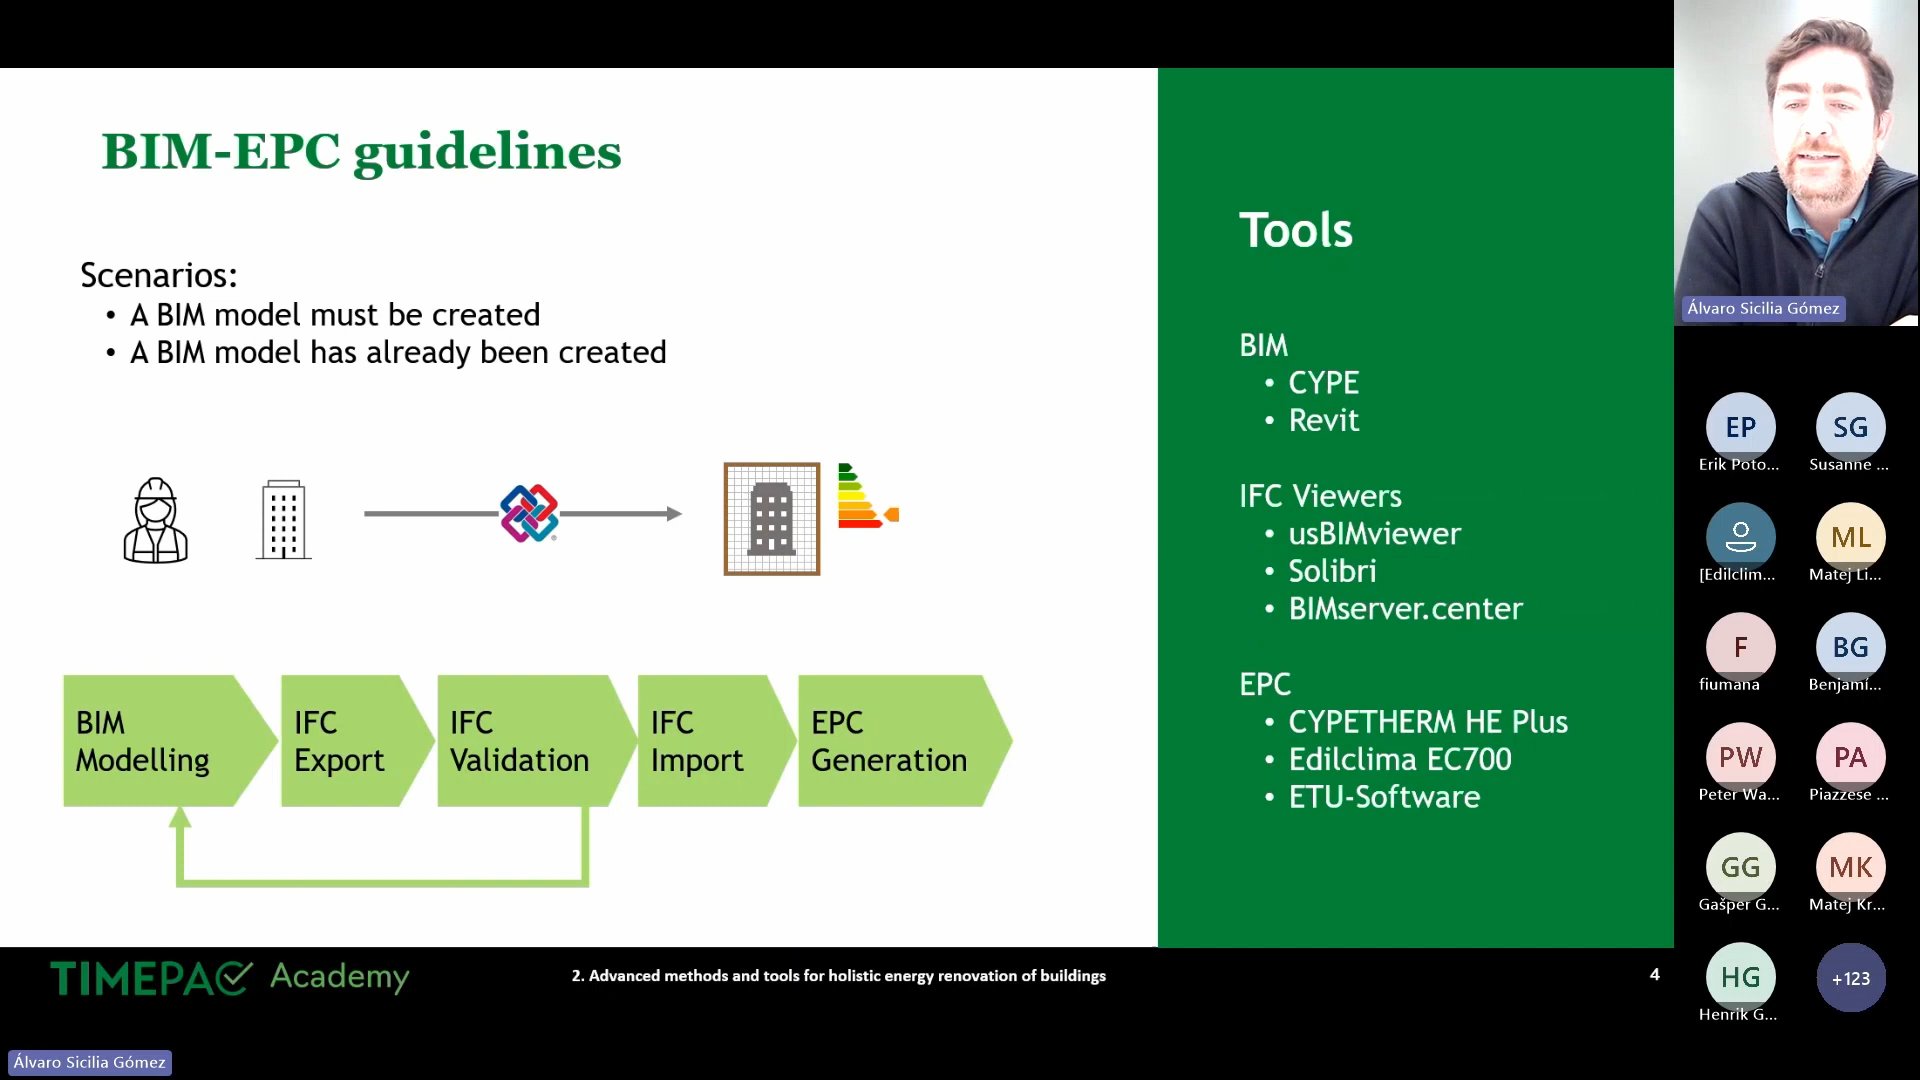 BIM-EPC guidelines
Scenarios:
• A BIM model must be created
• A BIM model has already been created
BIM
Modelling
IFC
Export
IFC
Validation
IFC
Import
EPC
Generation
Tools
BIM
• CYPE
• Revit
IFC Viewers
• usBIMviewer
• Solibri
• BIMserver.center
EPC
• CYPETHERM HE Plus
• Edilclima EC700
• ETU-Software
TIMEPAC Academy
2. Advanced methods and tools for holistic energy renovation of buildings
4
Álvaro Sicilia Gómez
Álvaro Sicilia Gómez
EP
Erik Poto...
SG
Susanne ...
[Edilclim...
ML
Matej Li...
F
fiumana
BG
Benjamí...
PW
Peter Wa...
PA
Piazzese ...
GG
Gašper G...
MK
Matej Kr...
HG
Henrik G...
+123